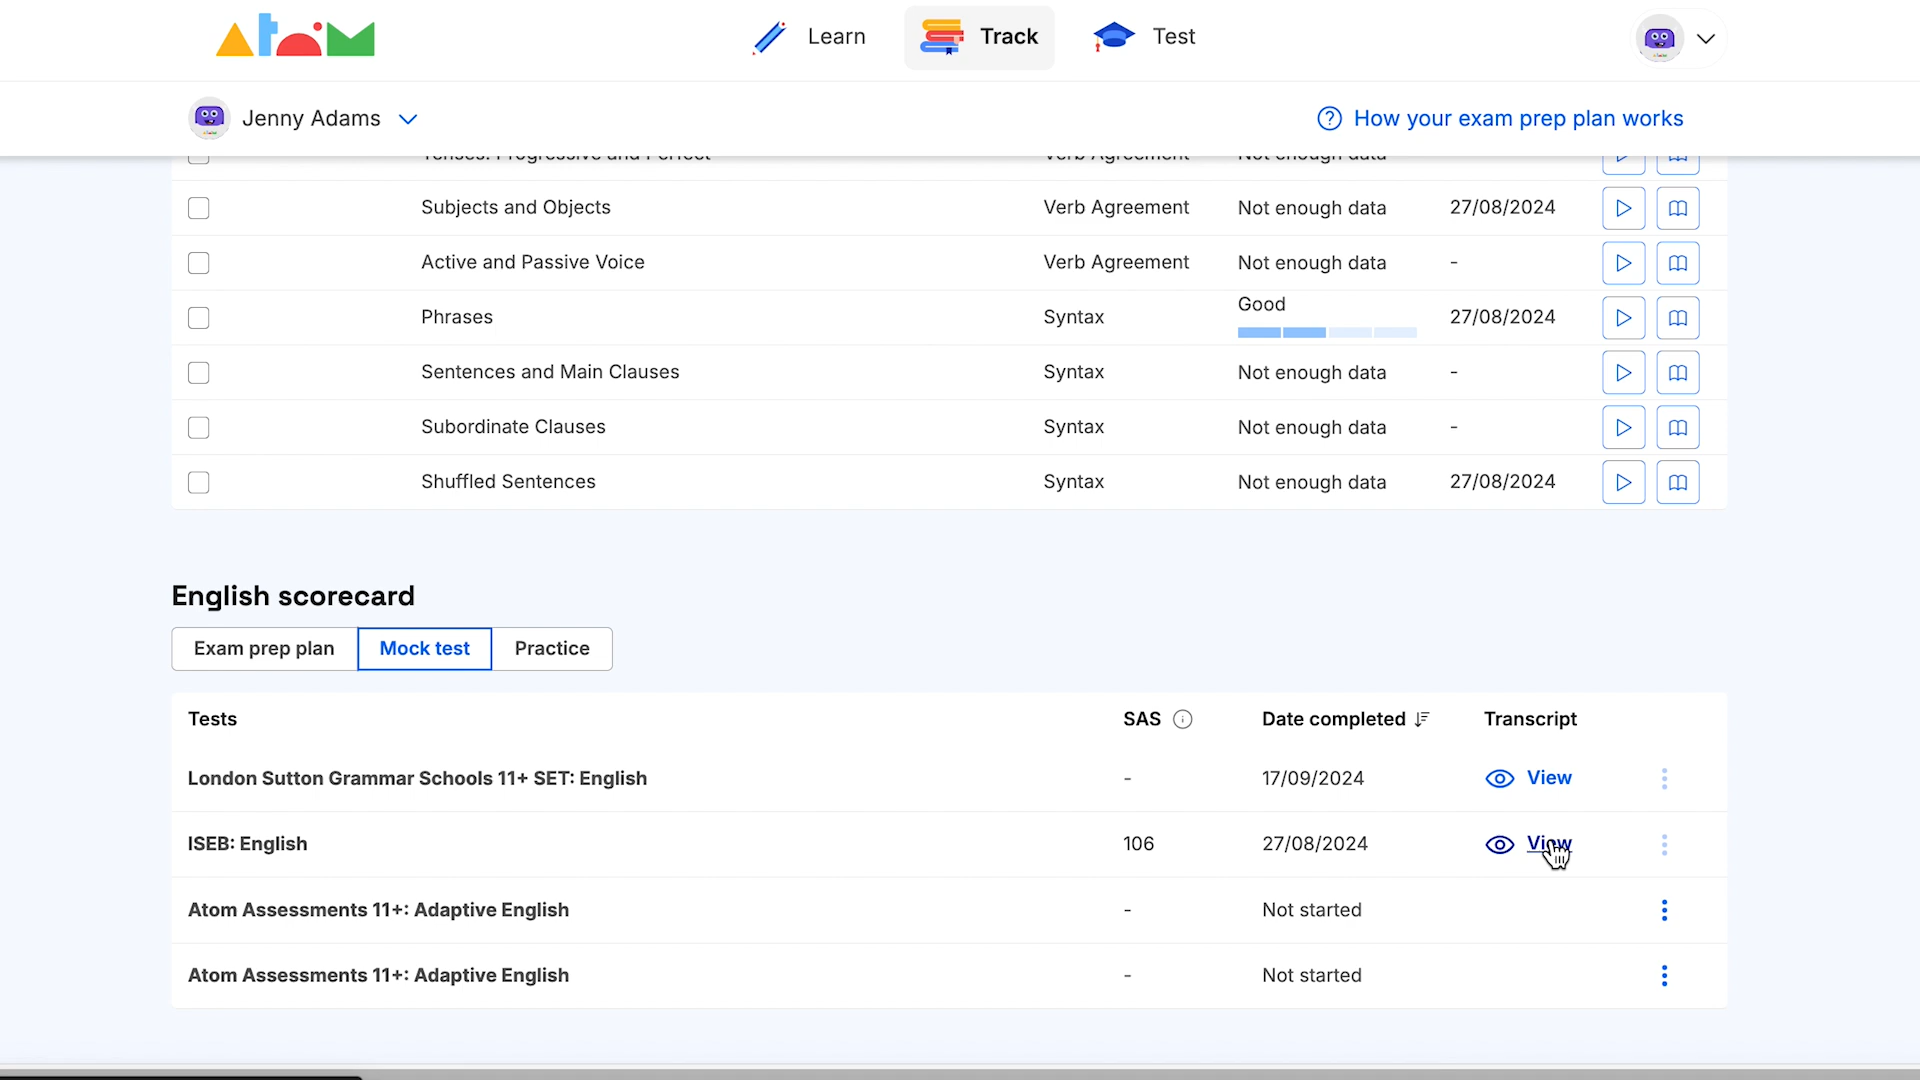 Atom
Learn
Track
Test
Jenny Adams
How your exam prep plan works
Tenses: Progressive and Perfect Verb Agreement Not enough data
Subjects and Objects Verb Agreement Not enough data 27/08/2024
Active and Passive Voice Verb Agreement Not enough data -
Phrases Syntax Good 27/08/2024
Sentences and Main Clauses Syntax Not enough data -
Subordinate Clauses Syntax Not enough data -
Shuffled Sentences Syntax Not enough data 27/08/2024
English scorecard
Exam prep plan Mock test Practice
Tests SAS Date completed Transcript
London Sutton Grammar Schools 11+ SET: English - 17/09/2024 View
ISEB: English 106 27/08/2024 View
Atom Assessments 11+: Adaptive English - Not started
Atom Assessments 11+: Adaptive English - Not started